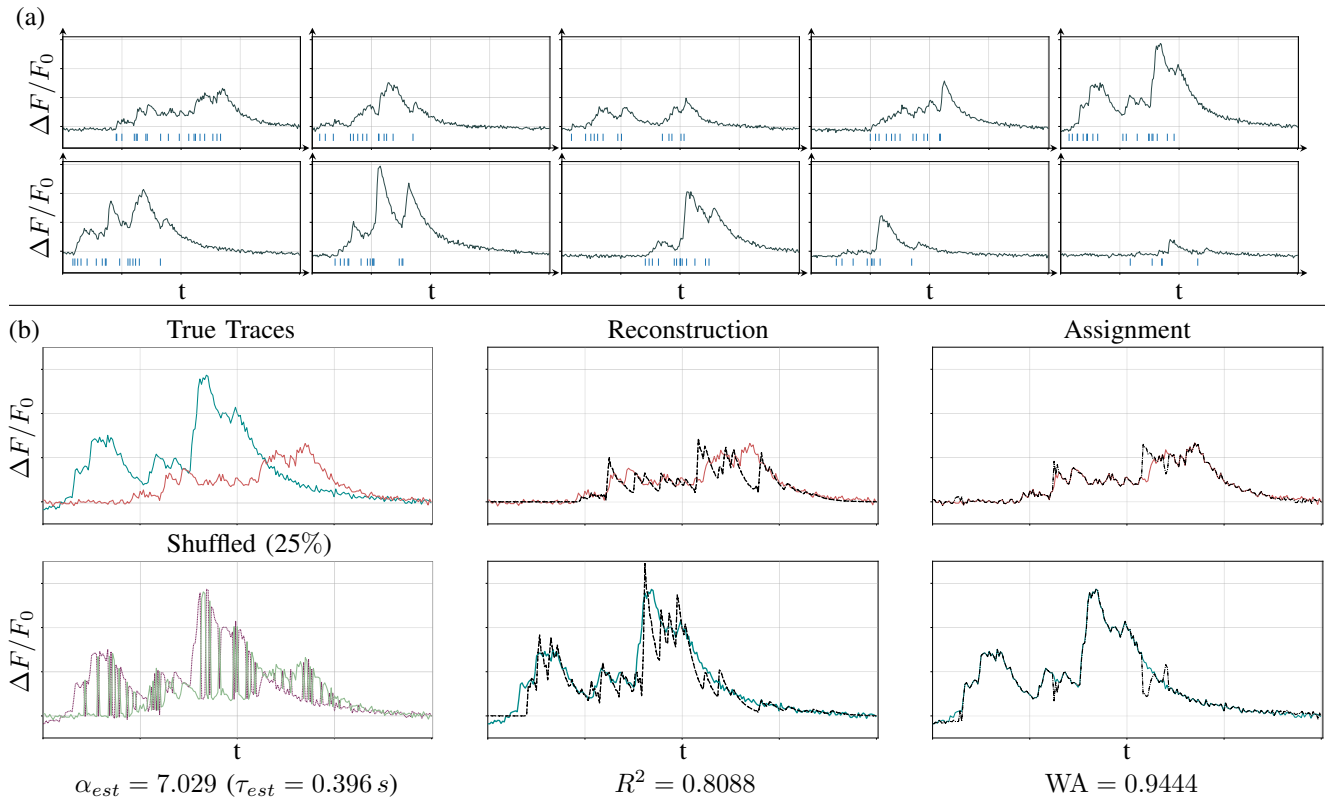 (a)
ΔF/F₀
ΔF/F₀
t t t t t
(b) True Traces Reconstruction Assignment
ΔF/F₀
Shuffled (25%)
ΔF/F₀
t t t
α_est = 7.029 (τ_est = 0.396 s) R² = 0.8088 WA = 0.9444